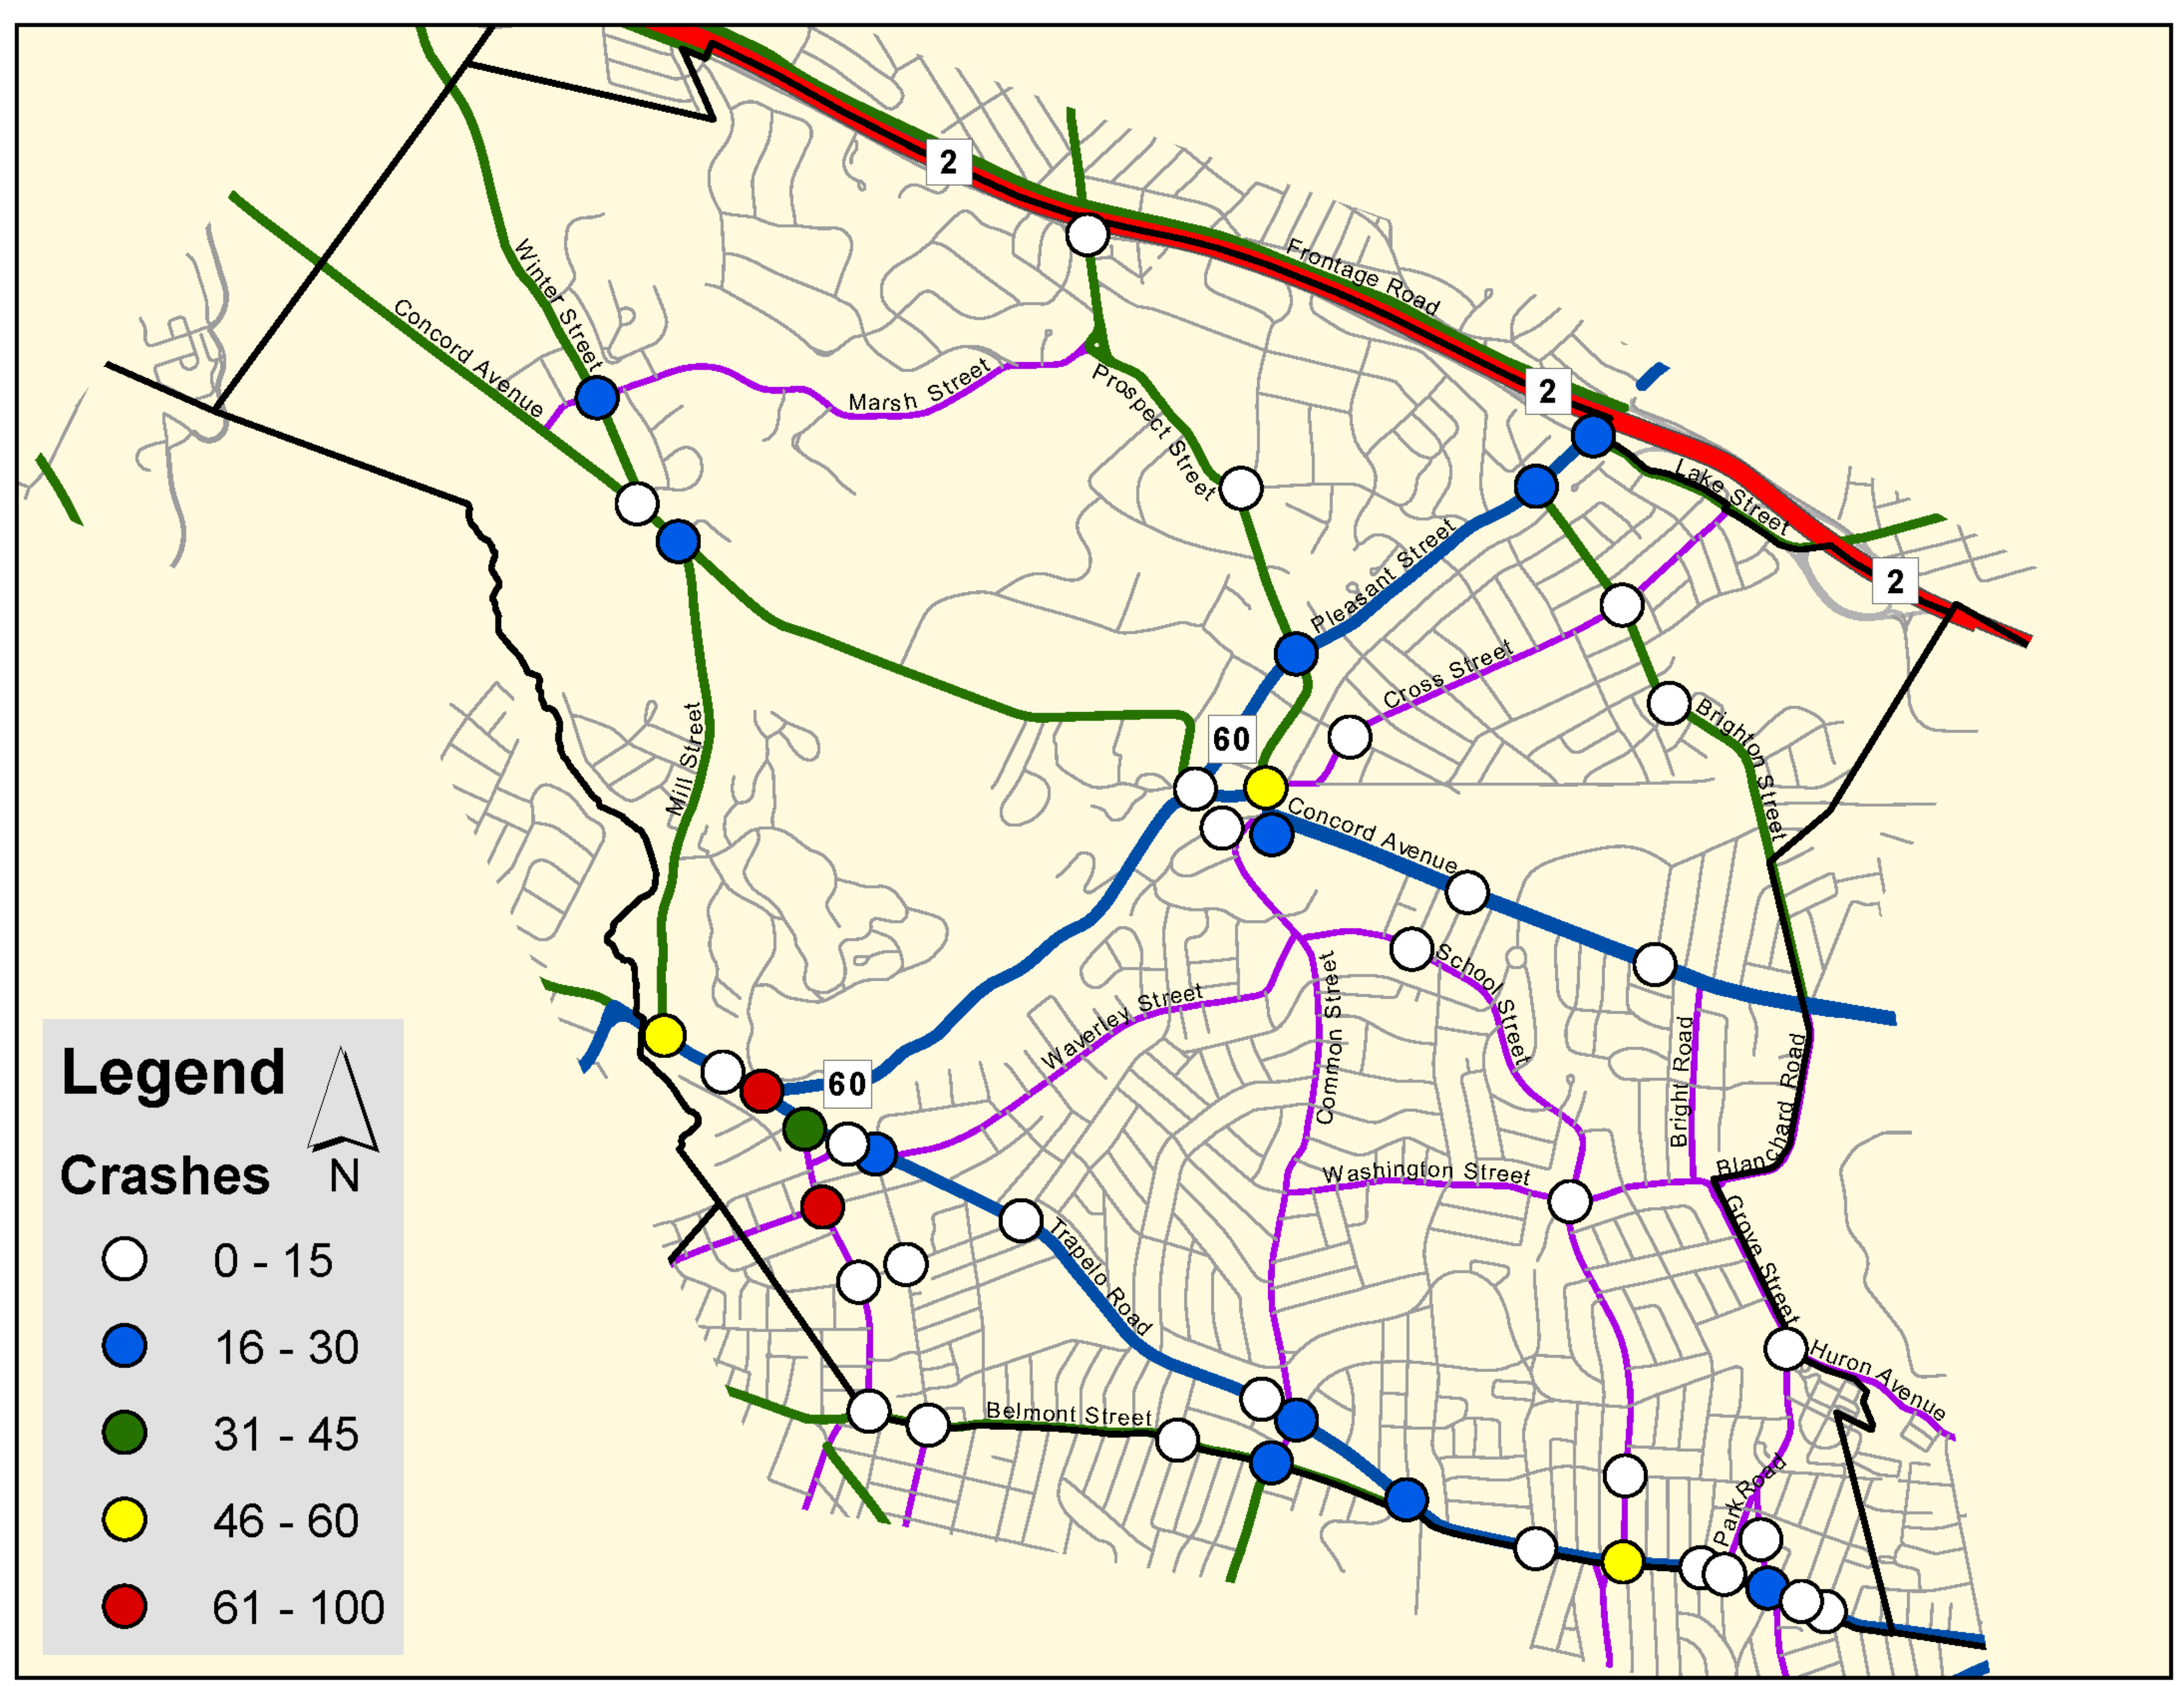 2
Frontage Road
Winter Street
Concord Avenue
Marsh Street
Prospect Street
2
Lake Street
2
Pleasant Street
Cross Street
Brighton Street
60
Mill Street
Concord Avenue
School Street
Waverley Street
Common Street
Bright Road
Blanchard Road
60
Washington Street
Grove Street
Trapelo Road
Huron Avenue
Belmont Street
Park Road
Legend
N
Crashes
0 - 15
16 - 30
31 - 45
46 - 60
61 - 100